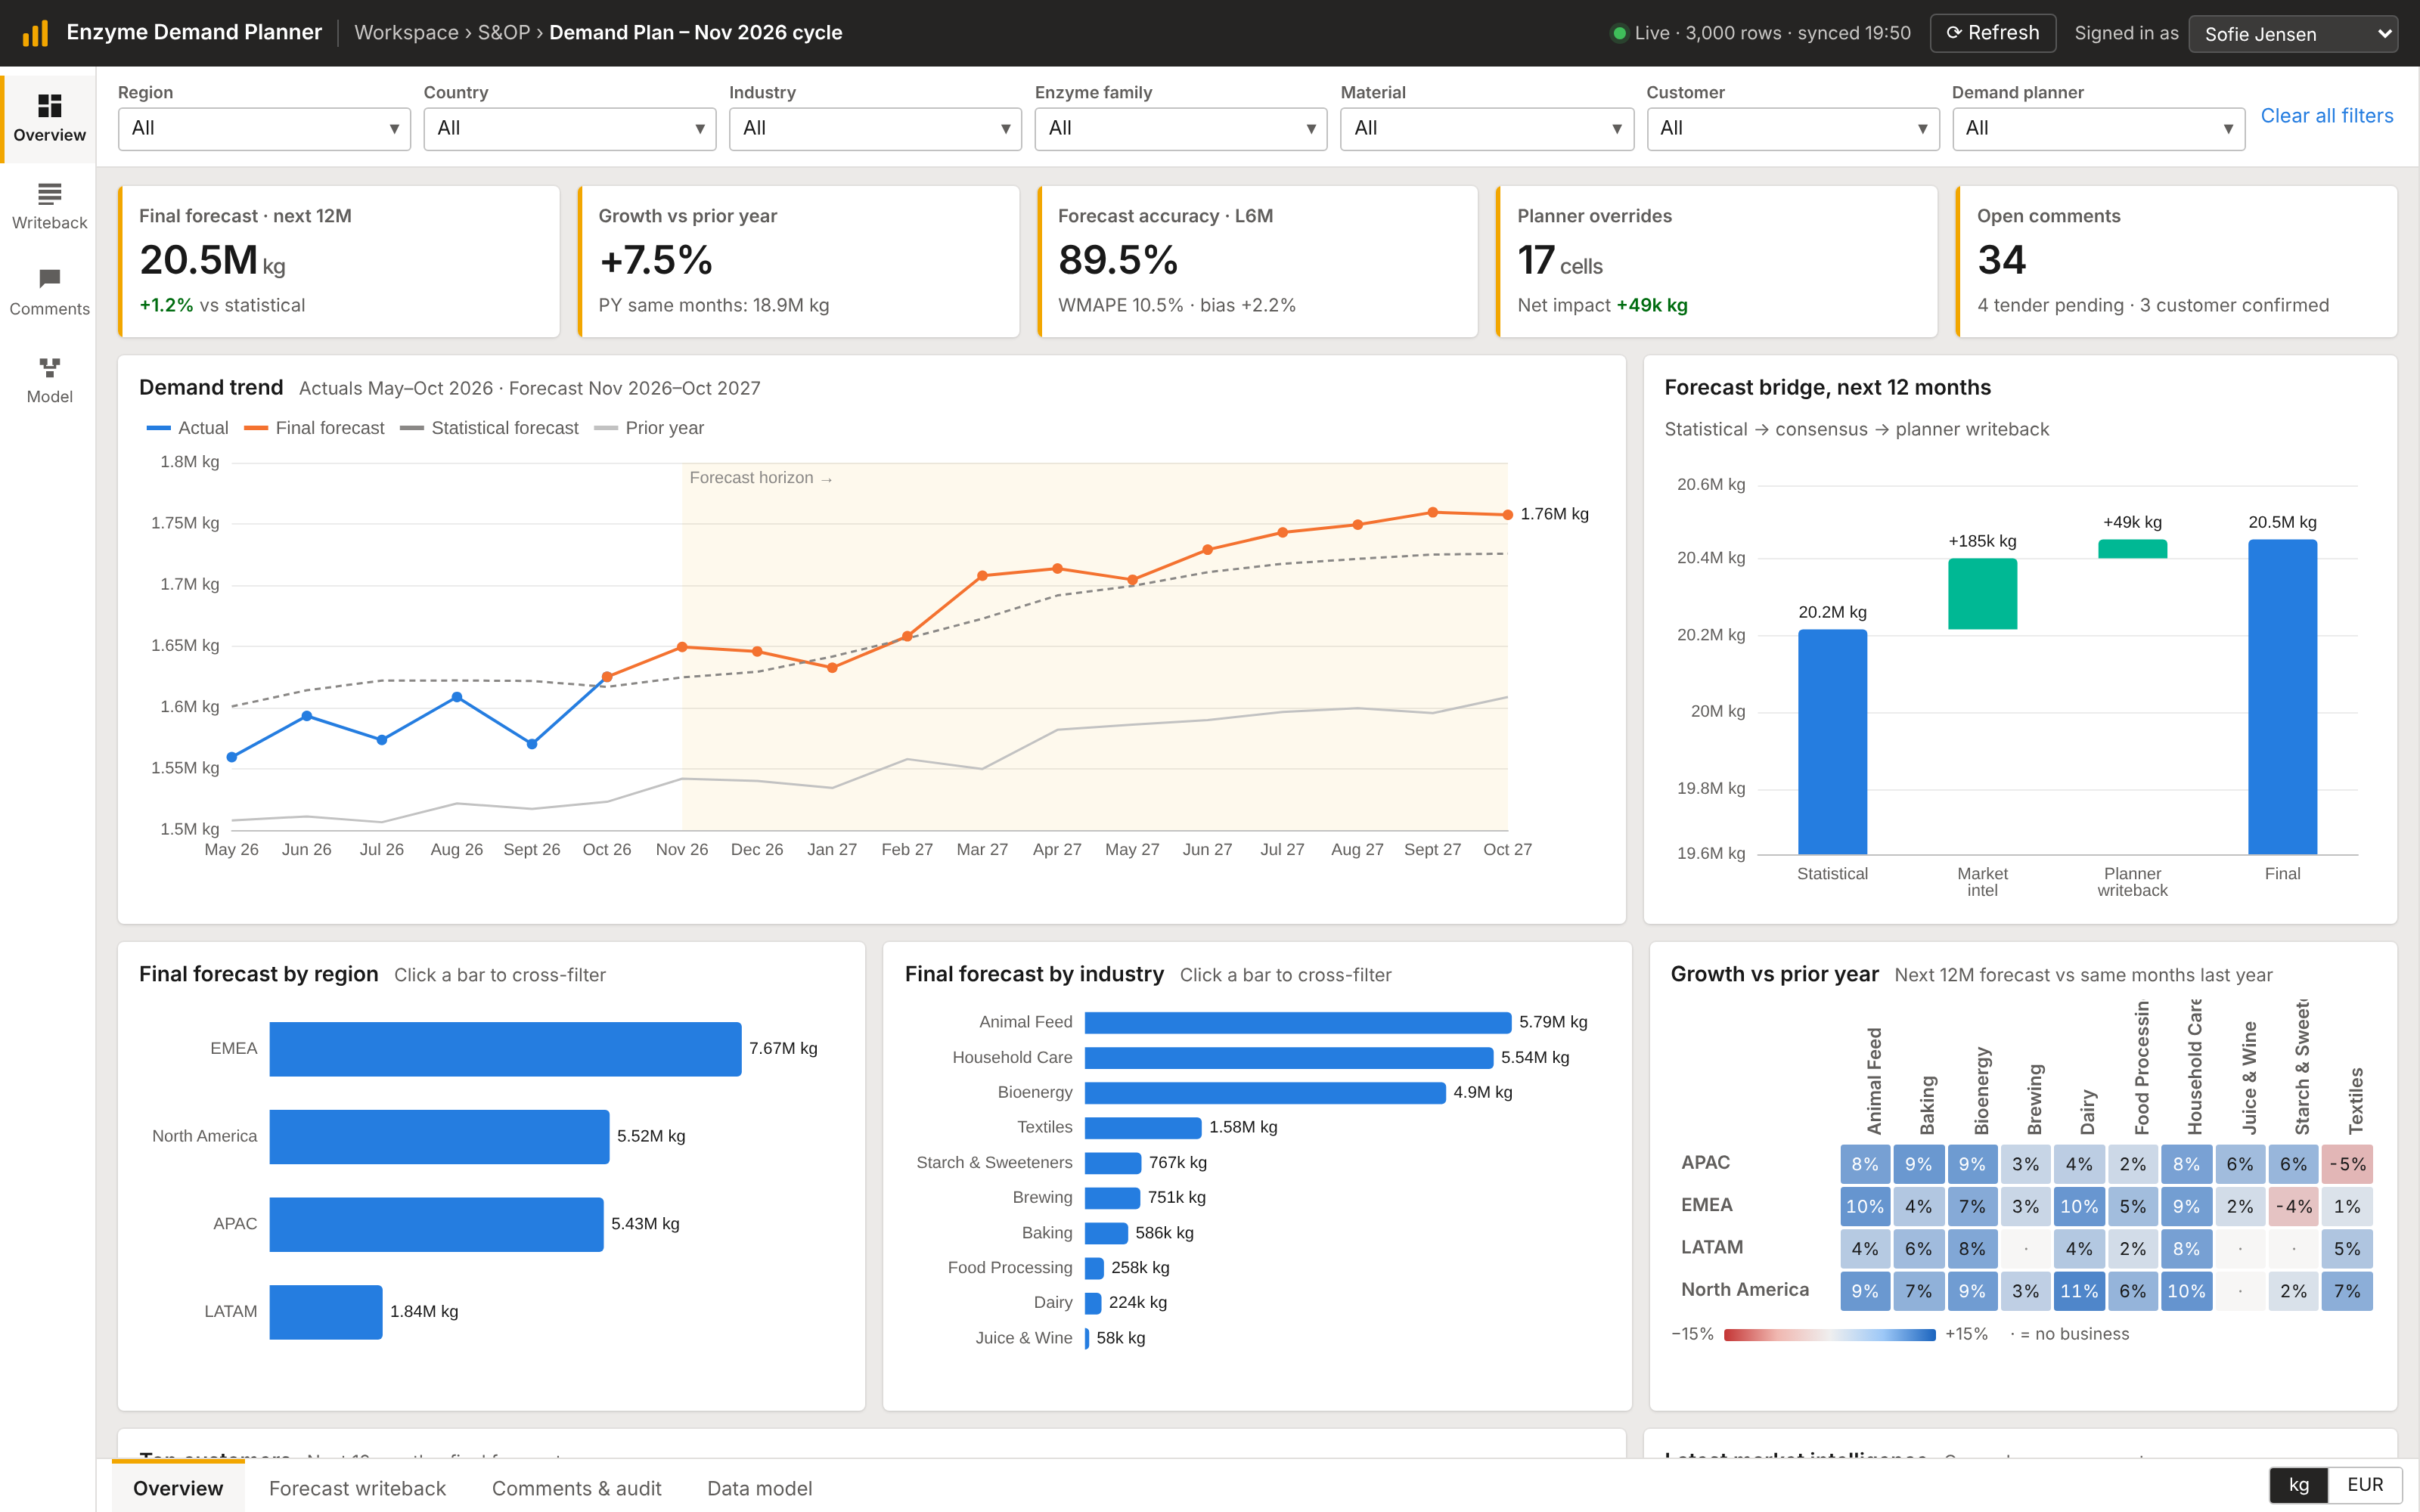 Enzyme Demand Planner
Workspace › S&OP › Demand Plan – Nov 2026 cycle
Live · 3,000 rows · synced 19:50
⟳ Refresh
Signed in as
Sofie Jensen
Overview
Writeback
Comments
Model
Region
All
Country
All
Industry
All
Enzyme family
All
Material
All
Customer
All
Demand planner
All
Clear all filters
Final forecast · next 12M
20.5M kg
+1.2% vs statistical
Growth vs prior year
+7.5%
PY same months: 18.9M kg
Forecast accuracy · L6M
89.5%
WMAPE 10.5% · bias +2.2%
Planner overrides
17 cells
Net impact +49k kg
Open comments
34
4 tender pending · 3 customer confirmed
Demand trend Actuals May–Oct 2026 · Forecast Nov 2026–Oct 2027
Actual Final forecast Statistical forecast Prior year
1.8M kg
1.75M kg
1.7M kg
1.65M kg
1.6M kg
1.55M kg
1.5M kg
Forecast horizon →
1.76M kg
May 26 Jun 26 Jul 26 Aug 26 Sept 26 Oct 26 Nov 26 Dec 26 Jan 27 Feb 27 Mar 27 Apr 27 May 27 Jun 27 Jul 27 Aug 27 Sept 27 Oct 27
Forecast bridge, next 12 months
Statistical → consensus → planner writeback
20.6M kg
20.4M kg
20.2M kg
20M kg
19.8M kg
19.6M kg
20.2M kg
+185k kg
+49k kg
20.5M kg
Statistical
Market intel
Planner writeback
Final
Final forecast by region Click a bar to cross-filter
EMEA 7.67M kg
North America 5.52M kg
APAC 5.43M kg
LATAM 1.84M kg
Final forecast by industry Click a bar to cross-filter
Animal Feed 5.79M kg
Household Care 5.54M kg
Bioenergy 4.9M kg
Textiles 1.58M kg
Starch & Sweeteners 767k kg
Brewing 751k kg
Baking 586k kg
Food Processing 258k kg
Dairy 224k kg
Juice & Wine 58k kg
Growth vs prior year Next 12M forecast vs same months last year
Animal Feed Baking Bioenergy Brewing Dairy Food Processin Household Care Juice & Wine Starch & Sweet Textiles
APAC 8% 9% 9% 3% 4% 2% 8% 6% 6% -5%
EMEA 10% 4% 7% 3% 10% 5% 9% 2% -4% 1%
LATAM 4% 6% 8% · 4% 2% 8% · · 5%
North America 9% 7% 9% 3% 11% 6% 10% · 2% 7%
−15% +15% · = no business
Overview
Forecast writeback
Comments & audit
Data model
kg
EUR